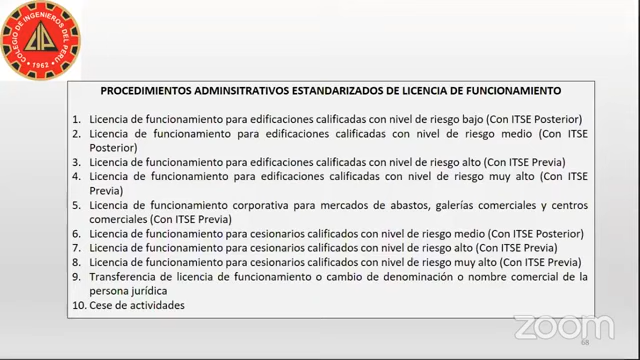 COLEGIO DE INGENIEROS DEL PERU
CIP
1962
PROCEDIMIENTOS ADMINSITRATIVOS ESTANDARIZADOS DE LICENCIA DE FUNCIONAMIENTO
1. Licencia de funcionamiento para edificaciones calificadas con nivel de riesgo bajo (Con ITSE Posterior)
2. Licencia de funcionamiento para edificaciones calificadas con nivel de riesgo medio (Con ITSE
Posterior)
3. Licencia de funcionamiento para edificaciones calificadas con nivel de riesgo alto (Con ITSE Previa)
4. Licencia de funcionamiento para edificaciones calificadas con nivel de riesgo muy alto (Con ITSE
Previa)
5. Licencia de funcionamiento corporativa para mercados de abastos, galerías comerciales y centros
comerciales (Con ITSE Previa)
6. Licencia de funcionamiento para cesionarios calificados con nivel de riesgo medio (Con ITSE Posterior)
7. Licencia de funcionamiento para cesionarios calificados con nivel de riesgo alto (Con ITSE Previa)
8. Licencia de funcionamiento para cesionarios calificados con nivel de riesgo muy alto (Con ITSE Previa)
9. Transferencia de licencia de funcionamiento o cambio de denominación o nombre comercial de la
persona jurídica
10. Cese de actividades
zoom
68